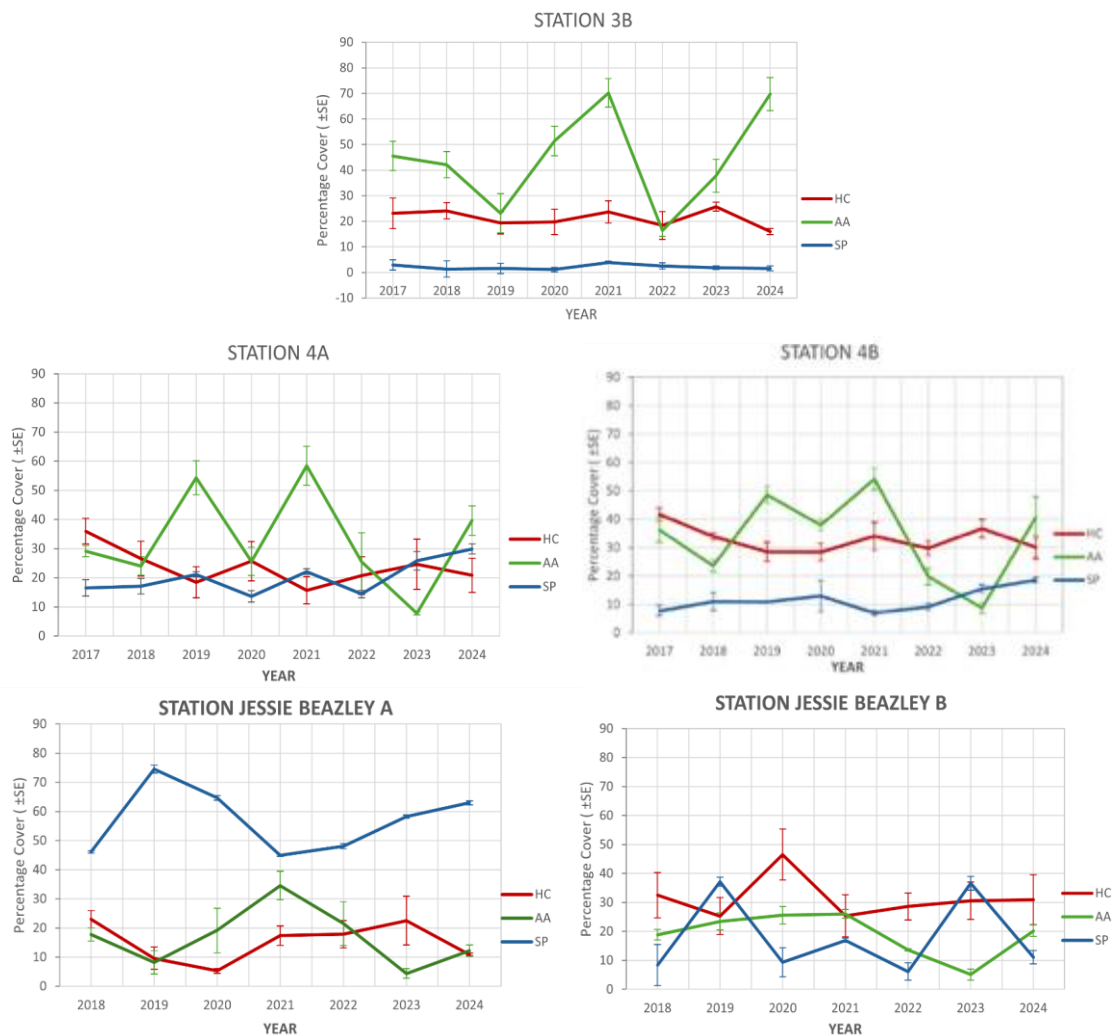 STATION 3B
Percentage Cover ( ±SE)
90
80
70
60
50
40
30
20
10
0
-10
2017 2018 2019 2020 2021 2022 2023 2024
YEAR
HC
AA
SP
STATION 4A
Percentage Cover ( ±SE)
90
80
70
60
50
40
30
20
10
0
2017 2018 2019 2020 2021 2022 2023 2024
YEAR
HC
AA
SP
STATION 4B
Percentage Cover ( ±SE)
90
80
70
60
50
40
30
20
10
0
2017 2018 2019 2020 2021 2022 2023 2024
YEAR
HC
AA
SP
STATION JESSIE BEAZLEY A
Percentage Cover ( ±SE)
90
80
70
60
50
40
30
20
10
0
2018 2019 2020 2021 2022 2023 2024
YEAR
HC
AA
SP
STATION JESSIE BEAZLEY B
Percentage Cover ( ±SE)
90
80
70
60
50
40
30
20
10
0
2018 2019 2020 2021 2022 2023 2024
YEAR
HC
AA
SP